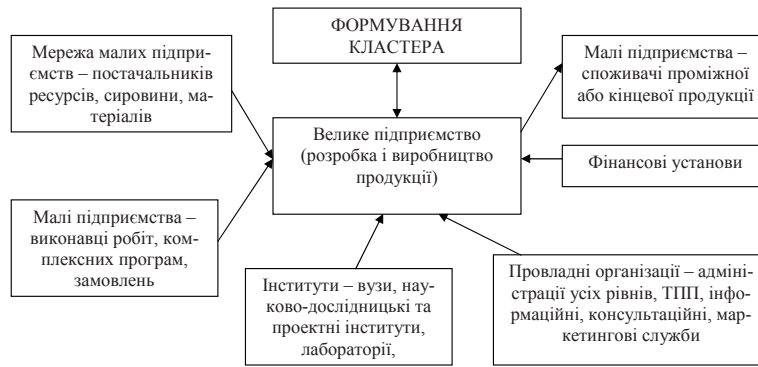 ФОРМУВАННЯ
КЛАСТЕРА
Мережа малих підпри-
ємств – постачальників
ресурсів, сировини, ма-
теріалів
Малі підприємства –
споживачі проміжної
або кінцевої продукції
Велике підприємство
(розробка і виробництво
продукції)
Фінансові установи
Малі підприємства –
виконавці робіт, ком-
плексних програм,
замовлень
Інститути – вузи, нау-
ково-дослідницькі та
проектні інститути,
лабораторії,
Провладні організації – адміні-
страції усіх рівнів, ТПП, інфор-
маційні, консультаційні, мар-
кетингові служби